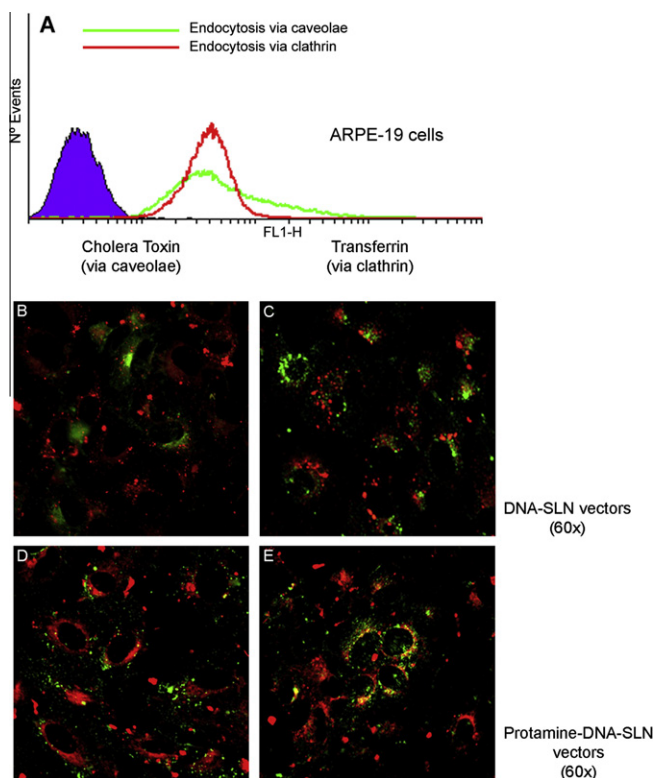 A
Endocytosis via caveolae
Endocytosis via clathrin
Nº Events
ARPE-19 cells
FL1-H
Cholera Toxin
(via caveolae)
Transferrin
(via clathrin)
B
C
DNA-SLN vectors
(60x)
D
E
Protamine-DNA-SLN
vectors
(60x)